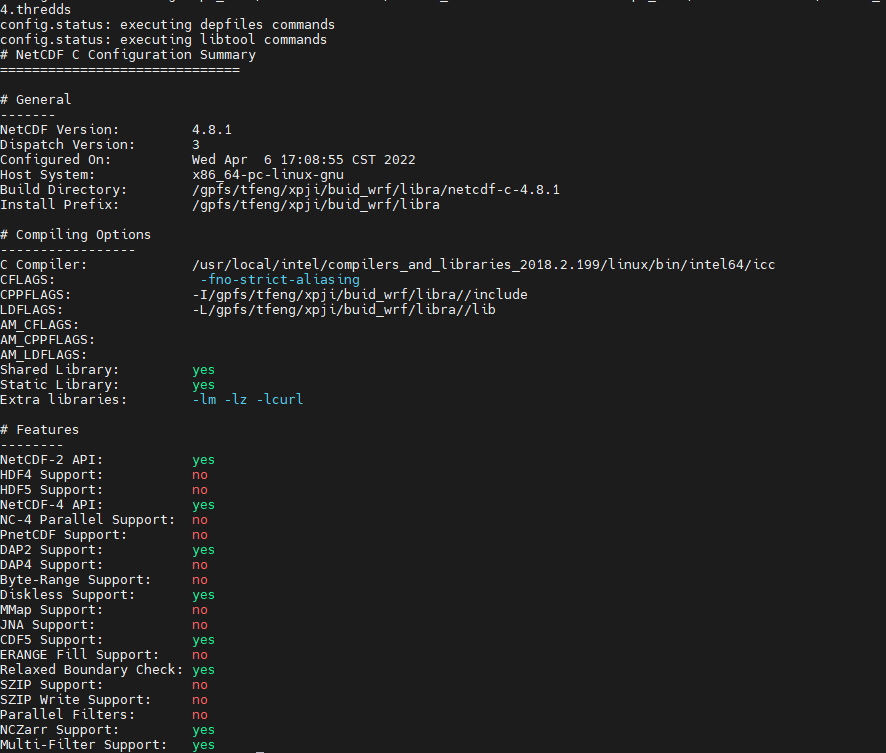 4.thredds
config.status: executing depfiles commands
config.status: executing libtool commands
# NetCDF C Configuration Summary
==============================
# General
-------
NetCDF Version: 4.8.1
Dispatch Version: 3
Configured On: Wed Apr  6 17:08:55 CST 2022
Host System: x86_64-pc-linux-gnu
Build Directory: /gpfs/tfeng/xpji/buid_wrf/libra/netcdf-c-4.8.1
Install Prefix: /gpfs/tfeng/xpji/buid_wrf/libra
# Compiling Options
-----------------
C Compiler: /usr/local/intel/compilers_and_libraries_2018.2.199/linux/bin/intel64/icc
CFLAGS: -fno-strict-aliasing
CPPFLAGS: -I/gpfs/tfeng/xpji/buid_wrf/libra//include
LDFLAGS: -L/gpfs/tfeng/xpji/buid_wrf/libra//lib
AM_CFLAGS:
AM_CPPFLAGS:
AM_LDFLAGS:
Shared Library: yes
Static Library: yes
Extra libraries: -lm -lz -lcurl
# Features
--------
NetCDF-2 API: yes
HDF4 Support: no
HDF5 Support: no
NetCDF-4 API: yes
NC-4 Parallel Support: no
PnetCDF Support: no
DAP2 Support: yes
DAP4 Support: no
Byte-Range Support: no
Diskless Support: yes
MMap Support: no
JNA Support: no
CDF5 Support: yes
ERANGE Fill Support: no
Relaxed Boundary Check: yes
SZIP Support: no
SZIP Write Support: no
Parallel Filters: no
NCZarr Support: yes
Multi-Filter Support: yes